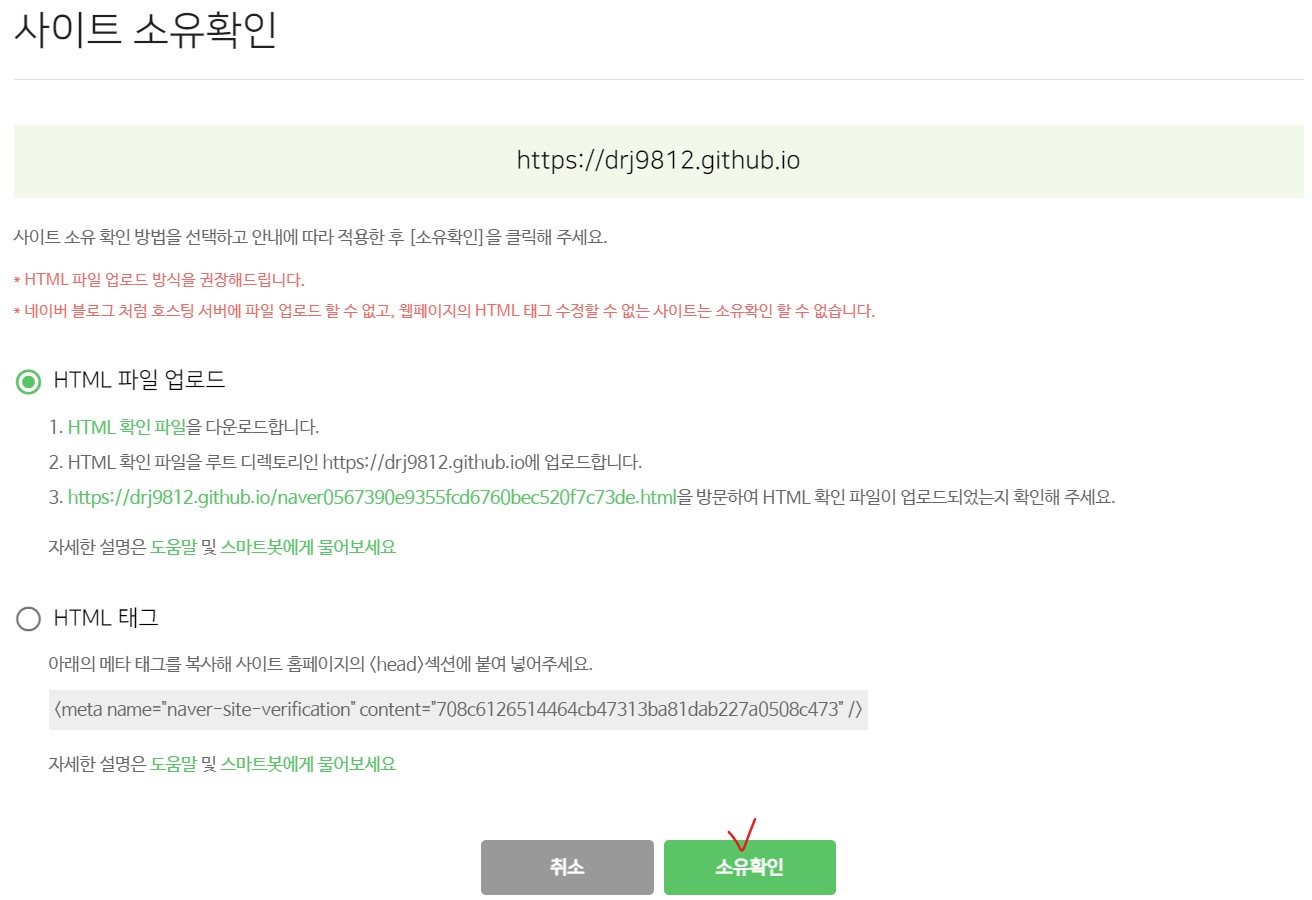 사이트 소유확인
https://drj9812.github.io
사이트 소유 확인 방법을 선택하고 안내에 따라 적용한 후 [소유확인]을 클릭해 주세요.
* HTML 파일 업로드 방식을 권장해드립니다.
* 네이버 블로그 처럼 호스팅 서버에 파일 업로드 할 수 없고, 웹페이지의 HTML 태그 수정할 수 없는 사이트는 소유확인 할 수 없습니다.
HTML 파일 업로드
1. HTML 확인 파일을 다운로드합니다.
2. HTML 확인 파일을 루트 디렉토리인 https://drj9812.github.io에 업로드합니다.
3. https://drj9812.github.io/naver0567390e9355fcd6760bec520f7c73de.html을 방문하여 HTML 확인 파일이 업로드되었는지 확인해 주세요.
자세한 설명은 도움말 및 스마트봇에게 물어보세요
HTML 태그
아래의 메타 태그를 복사해 사이트 홈페이지의 <head>섹션에 붙여 넣어주세요.
<meta name="naver-site-verification" content="708c6126514464cb47313ba81dab227a0508c473" />
자세한 설명은 도움말 및 스마트봇에게 물어보세요
취소 소유확인